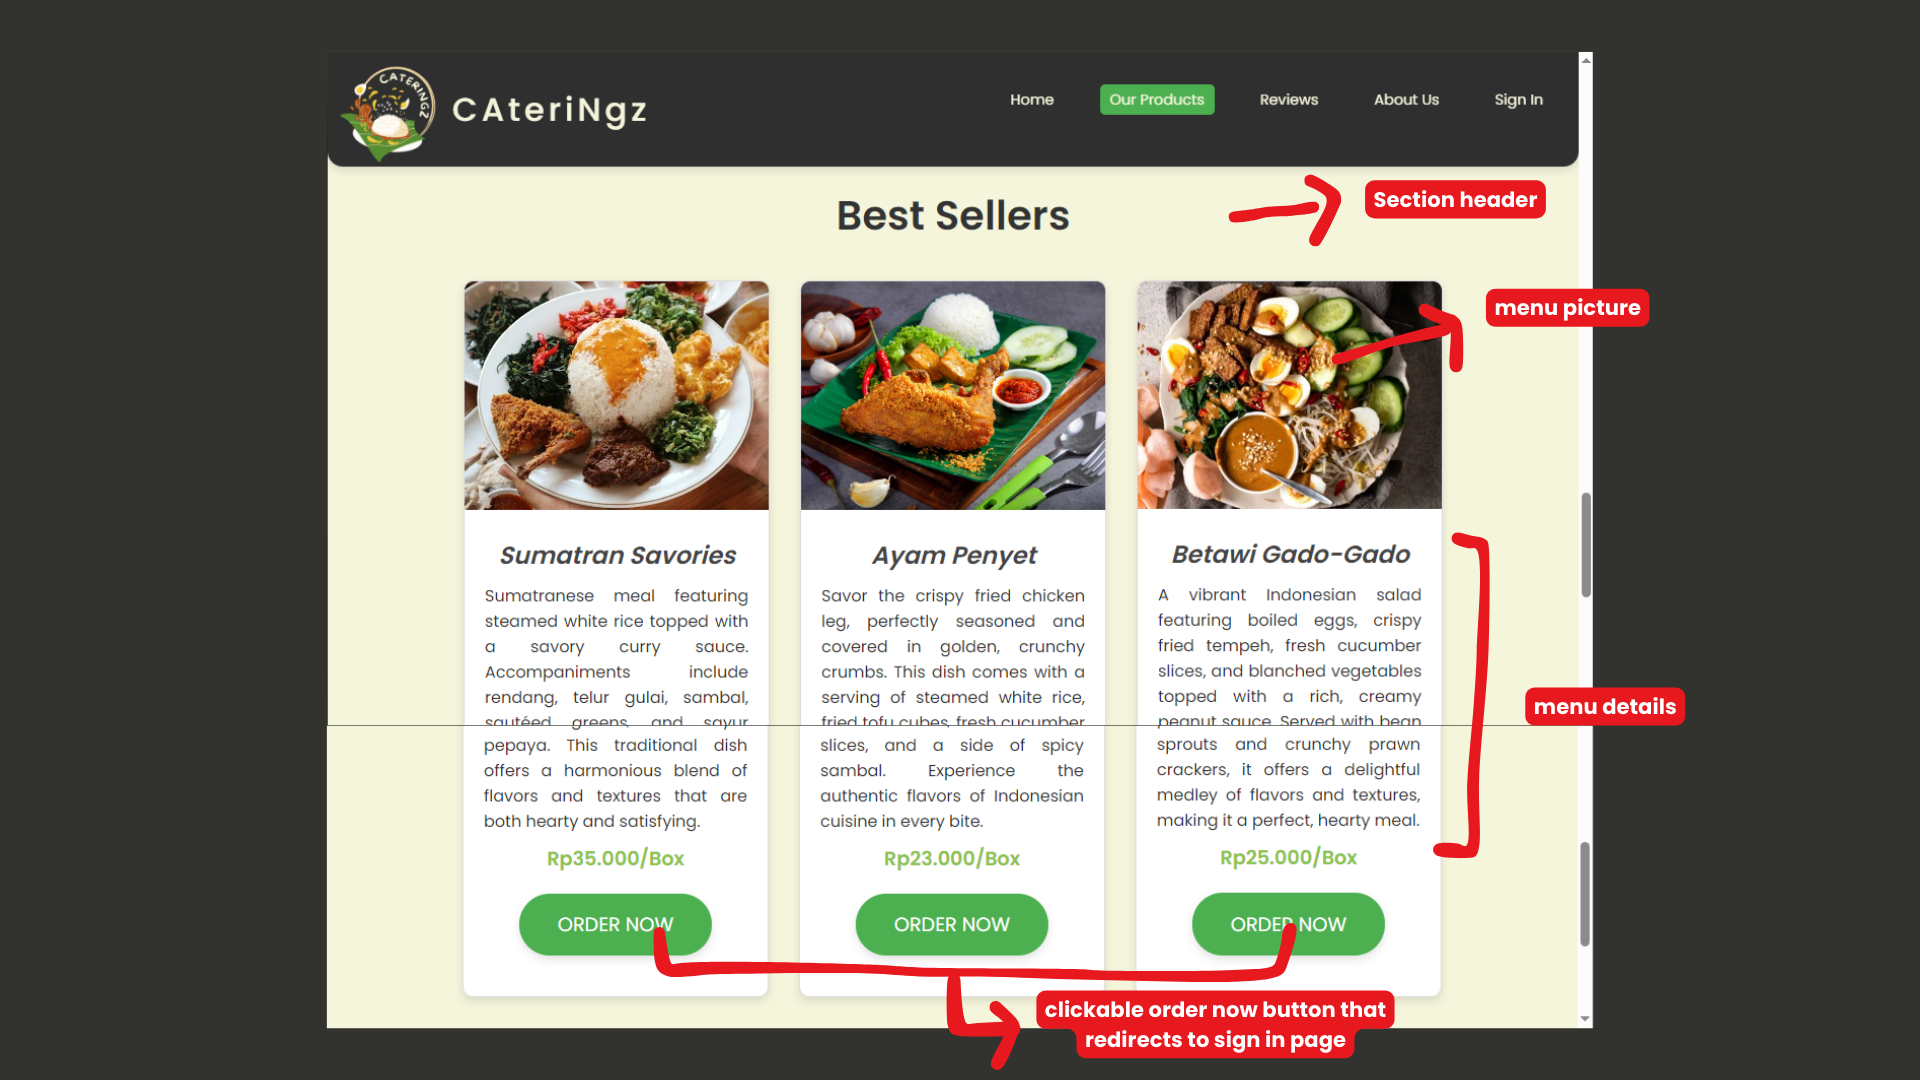 CATERINGZ
CAteriNgz
Home
Our Products
Reviews
About Us
Sign In
Section header
Best Sellers
menu picture
Sumatran Savories
Sumatranese meal featuring
steamed white rice topped with
a savory curry sauce.
Accompaniments include
rendang, telur gulai, sambal,
sautéed greens, and sayur
pepaya. This traditional dish
offers a harmonious blend of
flavors and textures that are
both hearty and satisfying.
Rp35.000/Box
ORDER NOW
Ayam Penyet
Savor the crispy fried chicken
leg, perfectly seasoned and
covered in golden, crunchy
crumbs. This dish comes with a
serving of steamed white rice,
fried tofu cubes, fresh cucumber
slices, and a side of spicy
sambal. Experience the
authentic flavors of Indonesian
cuisine in every bite.
Rp23.000/Box
ORDER NOW
Betawi Gado-Gado
A vibrant Indonesian salad
featuring boiled eggs, crispy
fried tempeh, fresh cucumber
slices, and blanched vegetables
topped with a rich, creamy
peanut sauce. Served with bean
sprouts and crunchy prawn
crackers, it offers a delightful
medley of flavors and textures,
making it a perfect, hearty meal.
Rp25.000/Box
ORDER NOW
menu details
clickable order now button that
redirects to sign in page